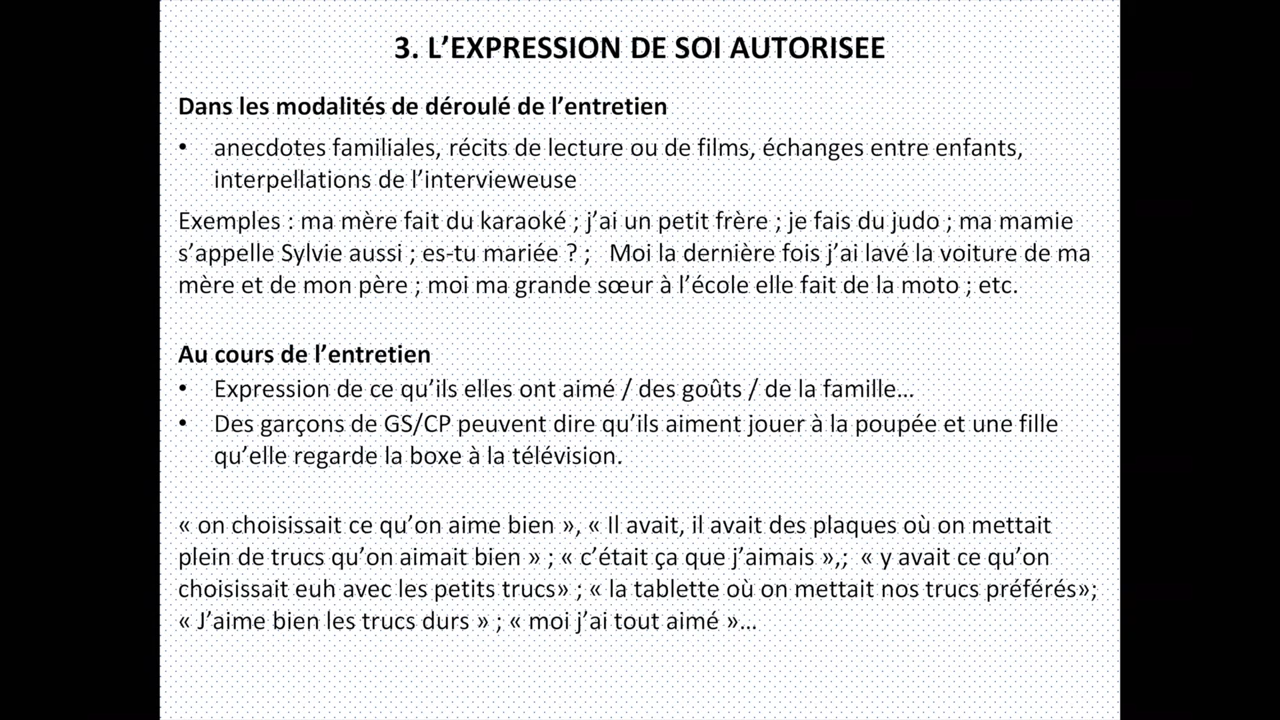 3. L’EXPRESSION DE SOI AUTORISEE
Dans les modalités de déroulé de l’entretien
• anecdotes familiales, récits de lecture ou de films, échanges entre enfants,
interpellations de l’intervieweuse
Exemples : ma mère fait du karaoké ; j’ai un petit frère ; je fais du judo ; ma mamie
s’appelle Sylvie aussi ; es-tu mariée ? ; Moi la dernière fois j’ai lavé la voiture de ma
mère et de mon père ; moi ma grande sœur à l’école elle fait de la moto ; etc.
Au cours de l’entretien
• Expression de ce qu’ils elles ont aimé / des goûts / de la famille…
• Des garçons de GS/CP peuvent dire qu’ils aiment jouer à la poupée et une fille
qu’elle regarde la boxe à la télévision.
« on choisissait ce qu’on aime bien », « Il avait, il avait des plaques où on mettait
plein de trucs qu’on aimait bien » ; « c’était ça que j’aimais »,; « y avait ce qu’on
choisissait euh avec les petits trucs» ; « la tablette où on mettait nos trucs préférés»;
« J’aime bien les trucs durs » ; « moi j’ai tout aimé »…